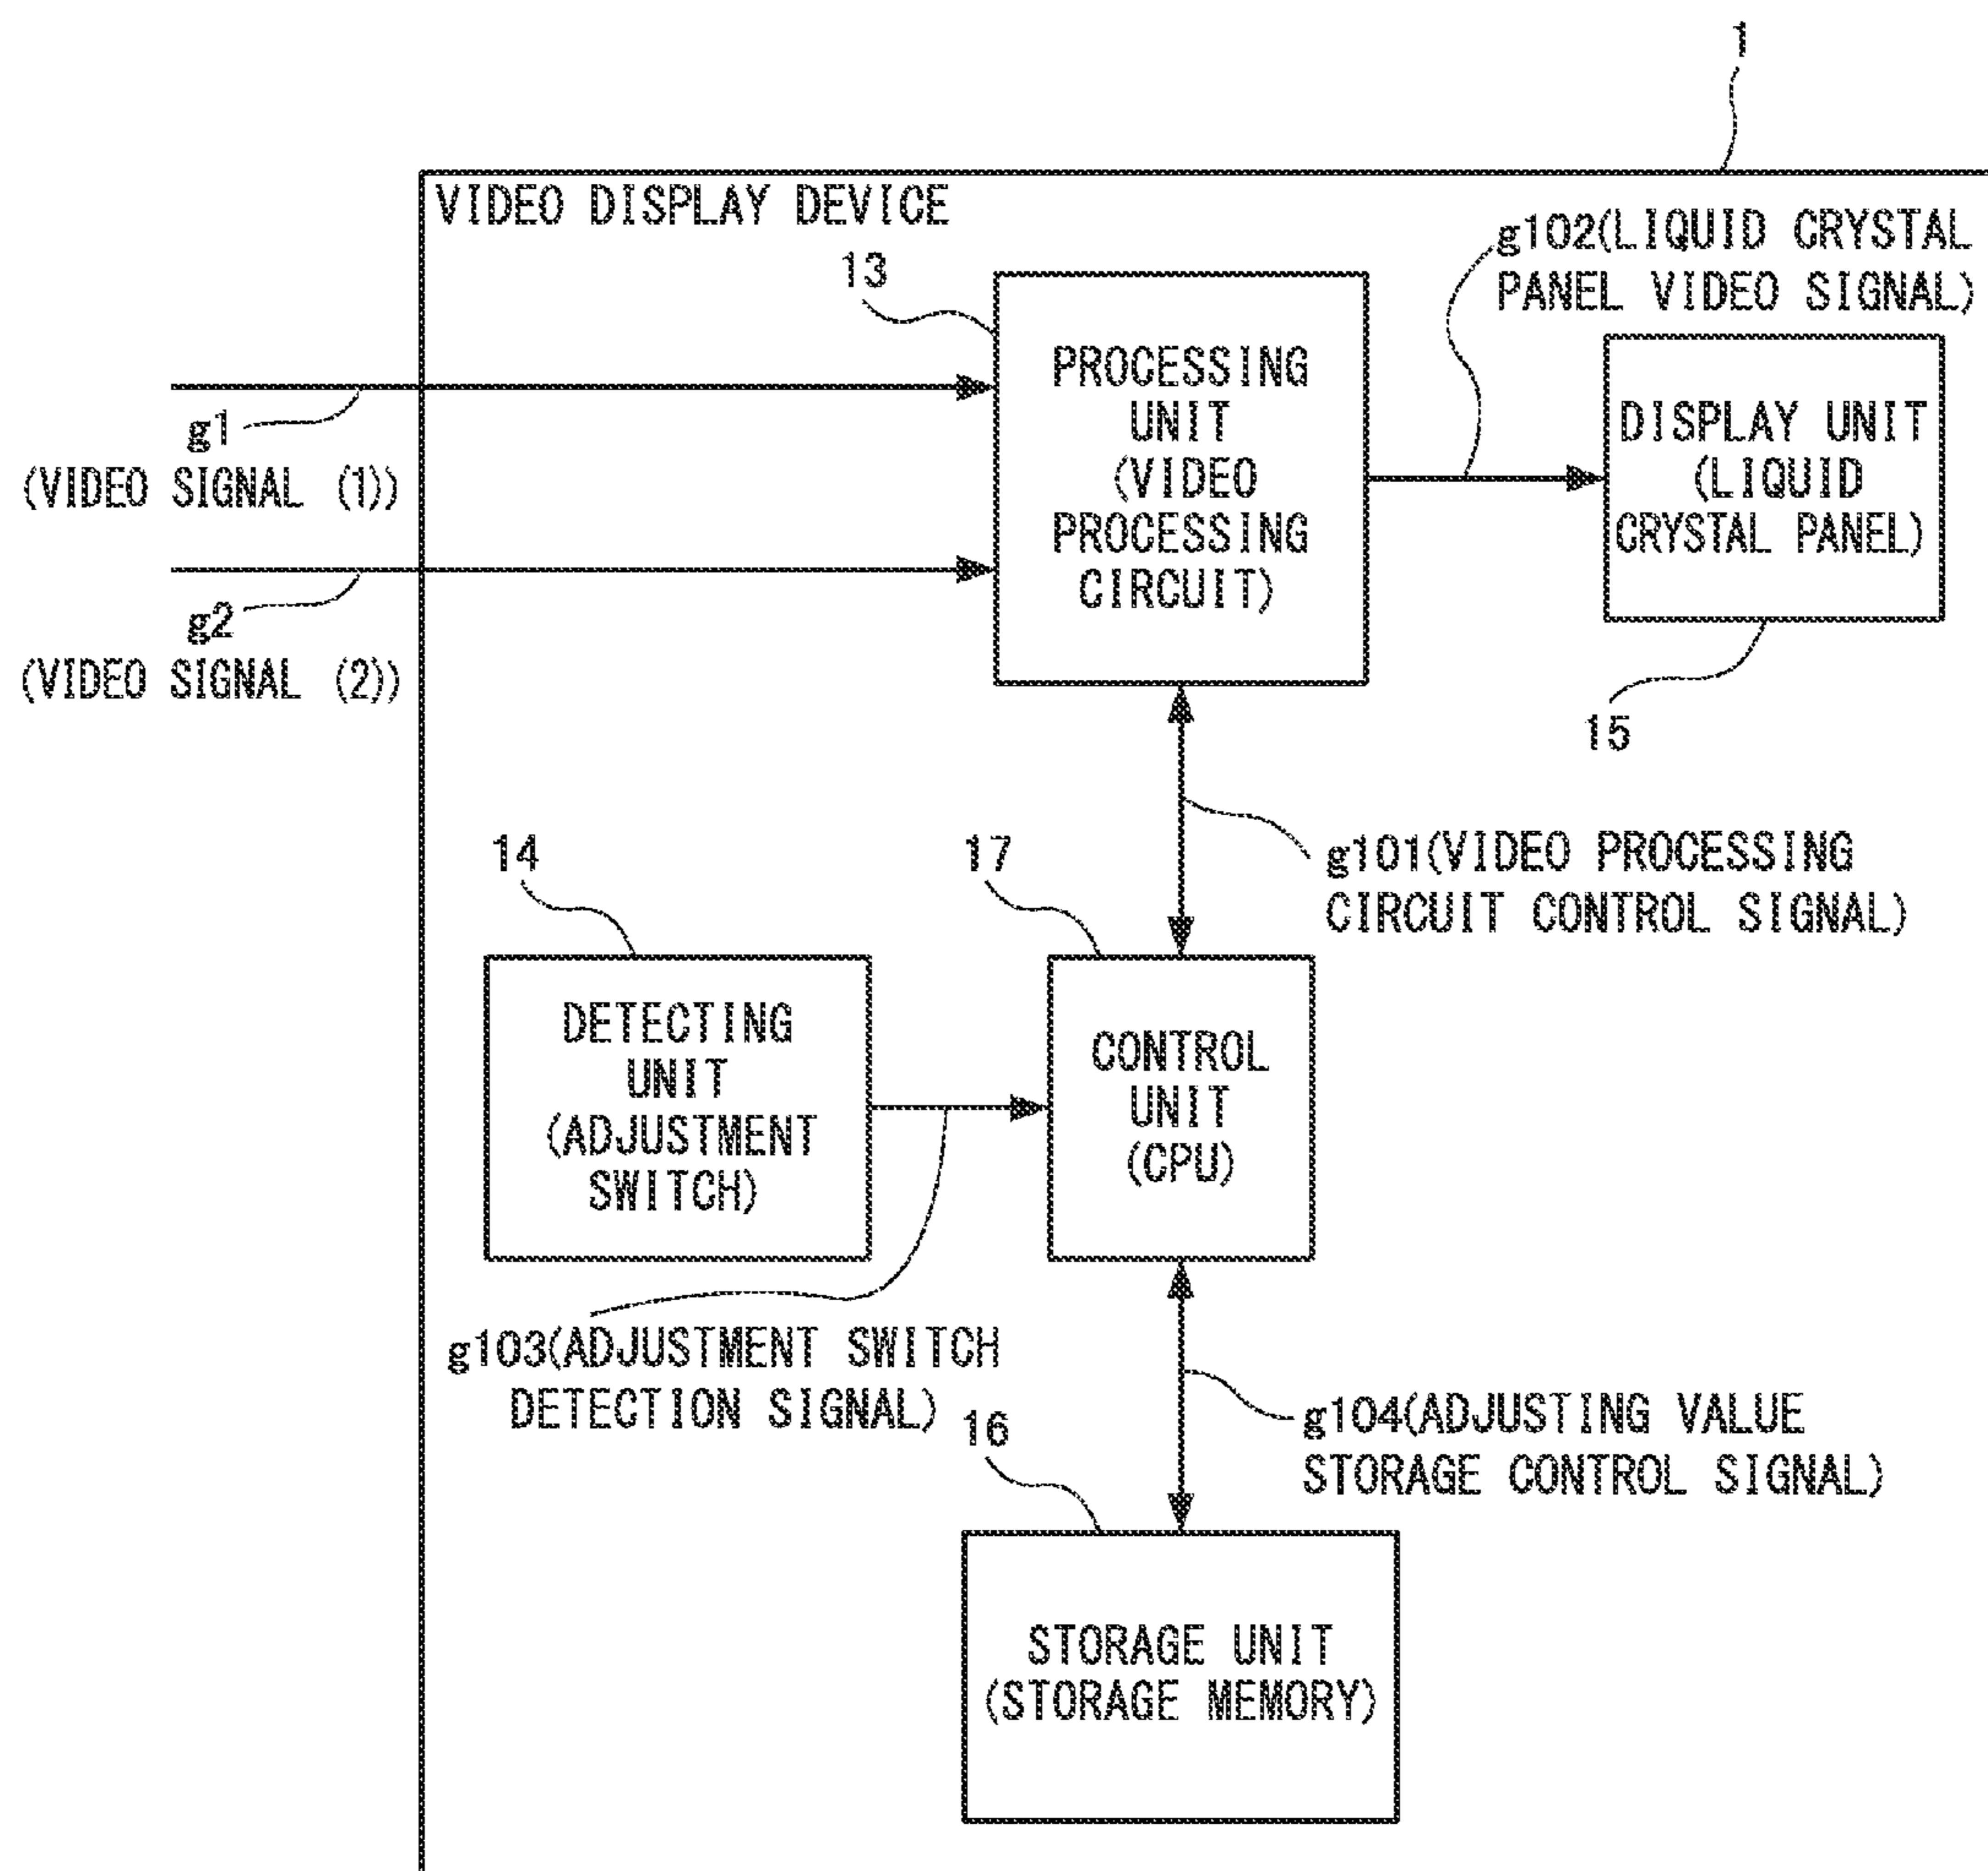 1
VIDEO DISPLAY DEVICE
g102(LIQUID CRYSTAL
PANEL VIDEO SIGNAL)
13
PROCESSING
UNIT
(VIDEO
PROCESSING
CIRCUIT)
DISPLAY UNIT
(LIQUID
CRYSTAL PANEL)
15
g1
(VIDEO SIGNAL (1))
g2
(VIDEO SIGNAL (2))
g101(VIDEO PROCESSING
CIRCUIT CONTROL SIGNAL)
14
DETECTING
UNIT
(ADJUSTMENT
SWITCH)
17
CONTROL
UNIT
(CPU)
g103(ADJUSTMENT SWITCH
DETECTION SIGNAL)
g104(ADJUSTING VALUE
STORAGE CONTROL SIGNAL)
16
STORAGE UNIT
(STORAGE MEMORY)